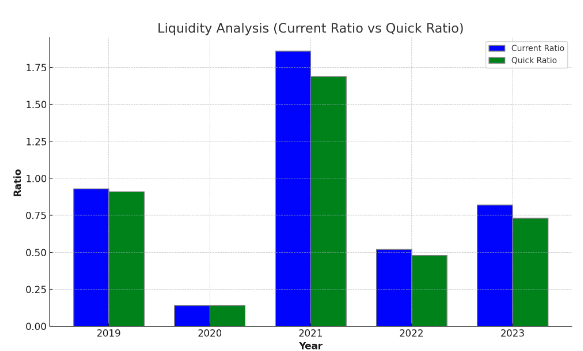 Liquidity Analysis (Current Ratio vs Quick Ratio)
Current Ratio
Quick Ratio
1.75
1.50
1.25
1.00
0.75
0.50
0.25
0.00
Ratio
2019 2020 2021 2022 2023
Year